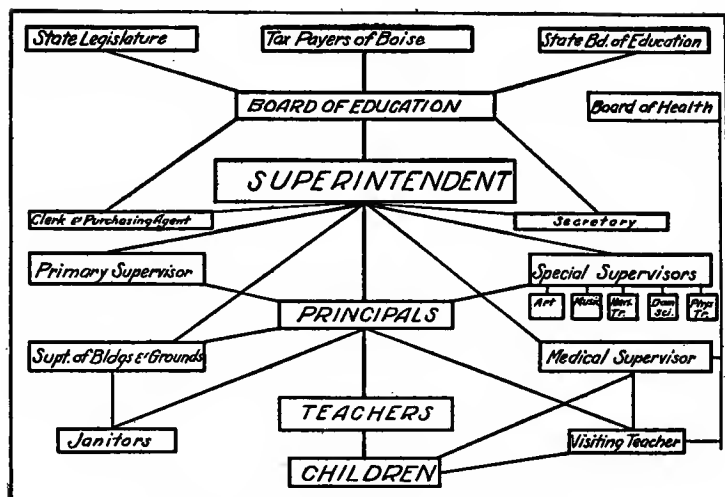 State Legislature
Tax Payers of Boise
State Bd. of Education
BOARD OF EDUCATION
Board of Health
SUPERINTENDENT
Clerk & Purchasing Agent
Secretary
Primary Supervisor
Special Supervisors
Art
Music
Man.
Tr.
Dom.
Sci.
Phys
Tr.
PRINCIPALS
Supt. of Bldgs & Grounds
Medical Supervisor
TEACHERS
Janitors
Visiting Teacher
CHILDREN